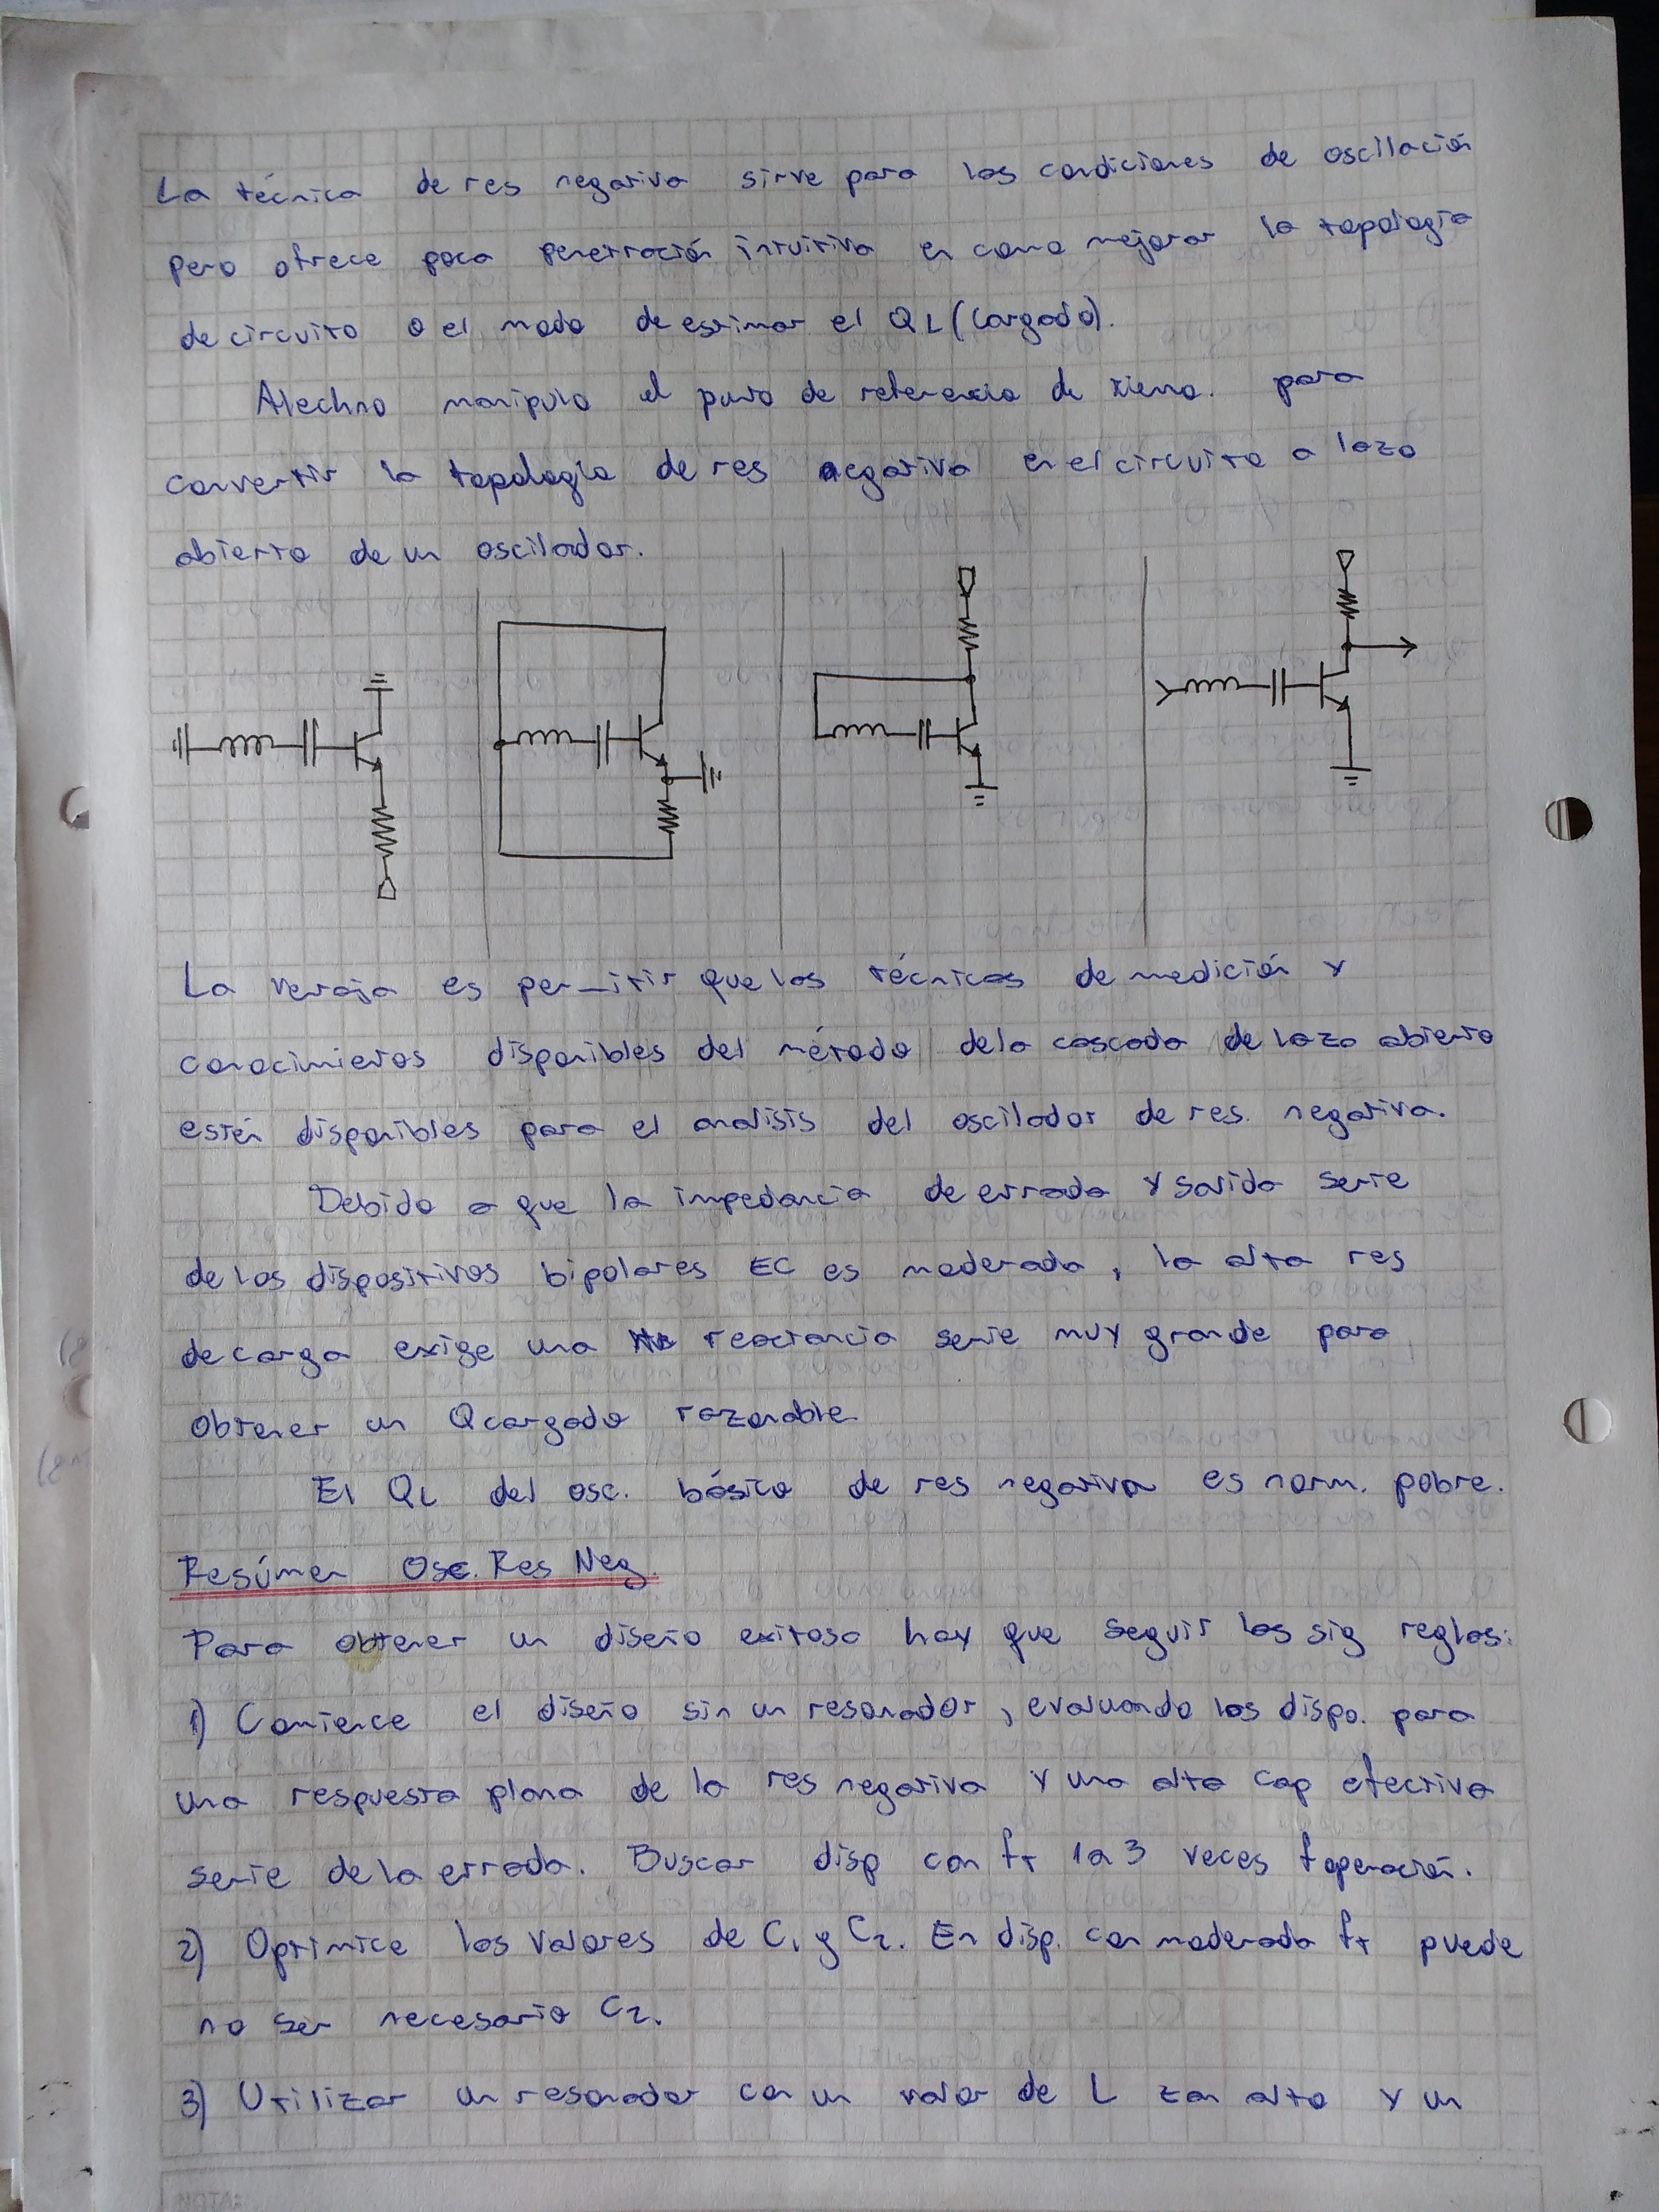 La técnica de res negativa sirve para las condiciones de oscilación
pero ofrece poca penetración intuitiva en como mejorar la topología
de circuito o el modo de estimar el QL (Cargado).
Alechno manipula el punto de referencia de tierra. para
convertir la topología de res negativa en el circuito a lazo
abierto de un oscilador.
La ventaja es permitir que las técnicas de medición y
conocimientos disponibles del método de la cascada de lazo abierto
estén disponibles para el analisis del oscilador de res. negativa.
Debido a que la impedancia de entrada y salida serie
de los dispositivos bipolares EC es moderada, la alta res
de carga exige una reactancia serie muy grande para
obtener un Qcargado razonable.
El QL del osc. básico de res negativa es norm. pobre.
Resúmen Osc. Res Neg.
Para obtener un diseño exitoso hay que seguir las sig reglas:
1) Comience el diseño sin un resonador, evaluando los dispo. para
una respuesta plana de la res negativa y una alta cap efectiva
serie de la entrada. Buscar disp con fT 1 a 3 veces foperación.
2) Optimice los valores de C1 y C2. En disp. con moderada fT puede
no ser necesario C2.
3) Utilizar un resonador con un valor de L tan alto y un